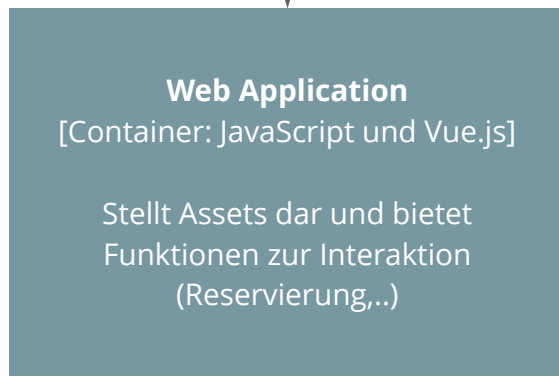 Web Application
[Container: JavaScript und Vue.js]
Stellt Assets dar und bietet
Funktionen zur Interaktion
(Reservierung,..)